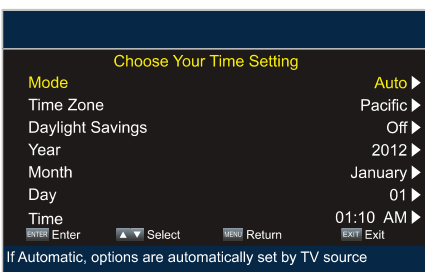 Choose Your Time Setting
Mode Auto
Time Zone Pacific
Daylight Savings Off
Year 2012
Month January
Day 01
Time 01:10 AM
ENTER Enter Select MENU Return EXIT Exit
If Automatic, options are automatically set by TV source